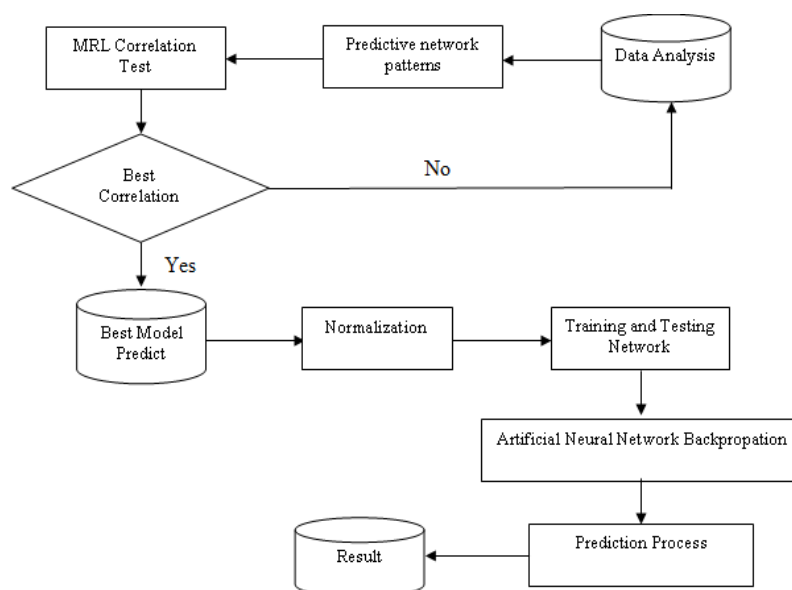 MRL Correlation
Test
Predictive network
patterns
Data Analysis
Best
Correlation
No
Yes
Best Model
Predict
Normalization
Training and Testing
Network
Artificial Neural Network Backpropation
Prediction Process
Result